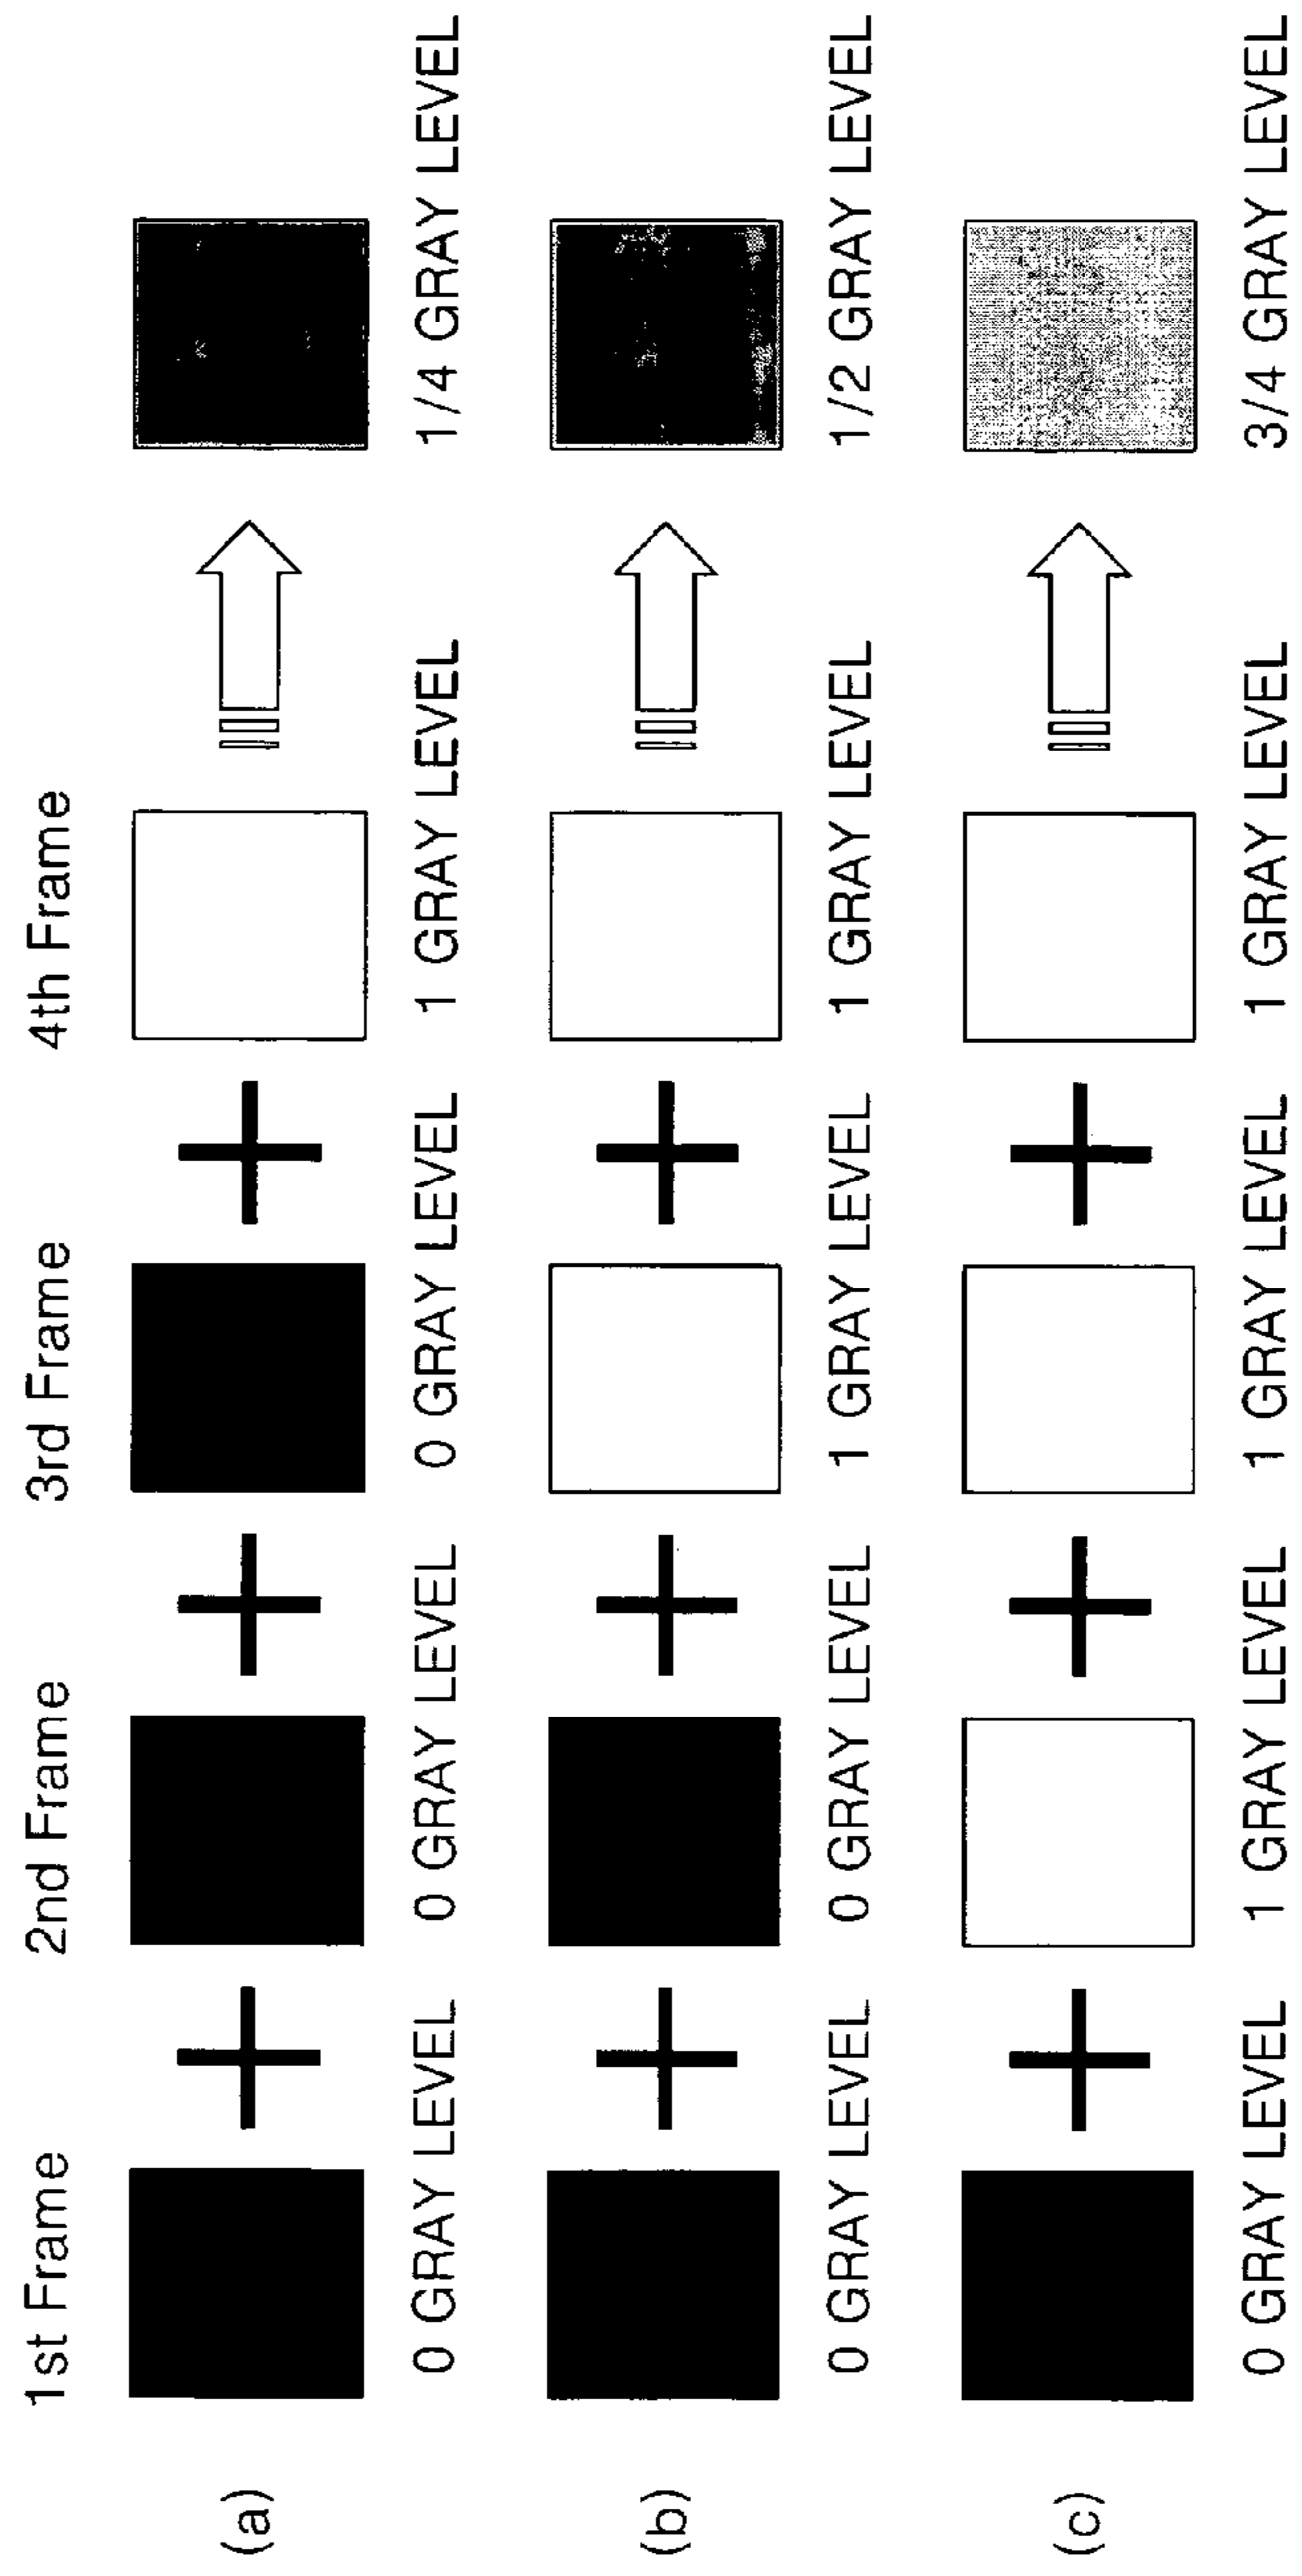 1st Frame 2nd Frame 3rd Frame 4th Frame
(a)
0 GRAY LEVEL 0 GRAY LEVEL 0 GRAY LEVEL 1 GRAY LEVEL 1/4 GRAY LEVEL
(b)
0 GRAY LEVEL 0 GRAY LEVEL 1 GRAY LEVEL 1 GRAY LEVEL 1/2 GRAY LEVEL
(c)
0 GRAY LEVEL 1 GRAY LEVEL 1 GRAY LEVEL 1 GRAY LEVEL 3/4 GRAY LEVEL